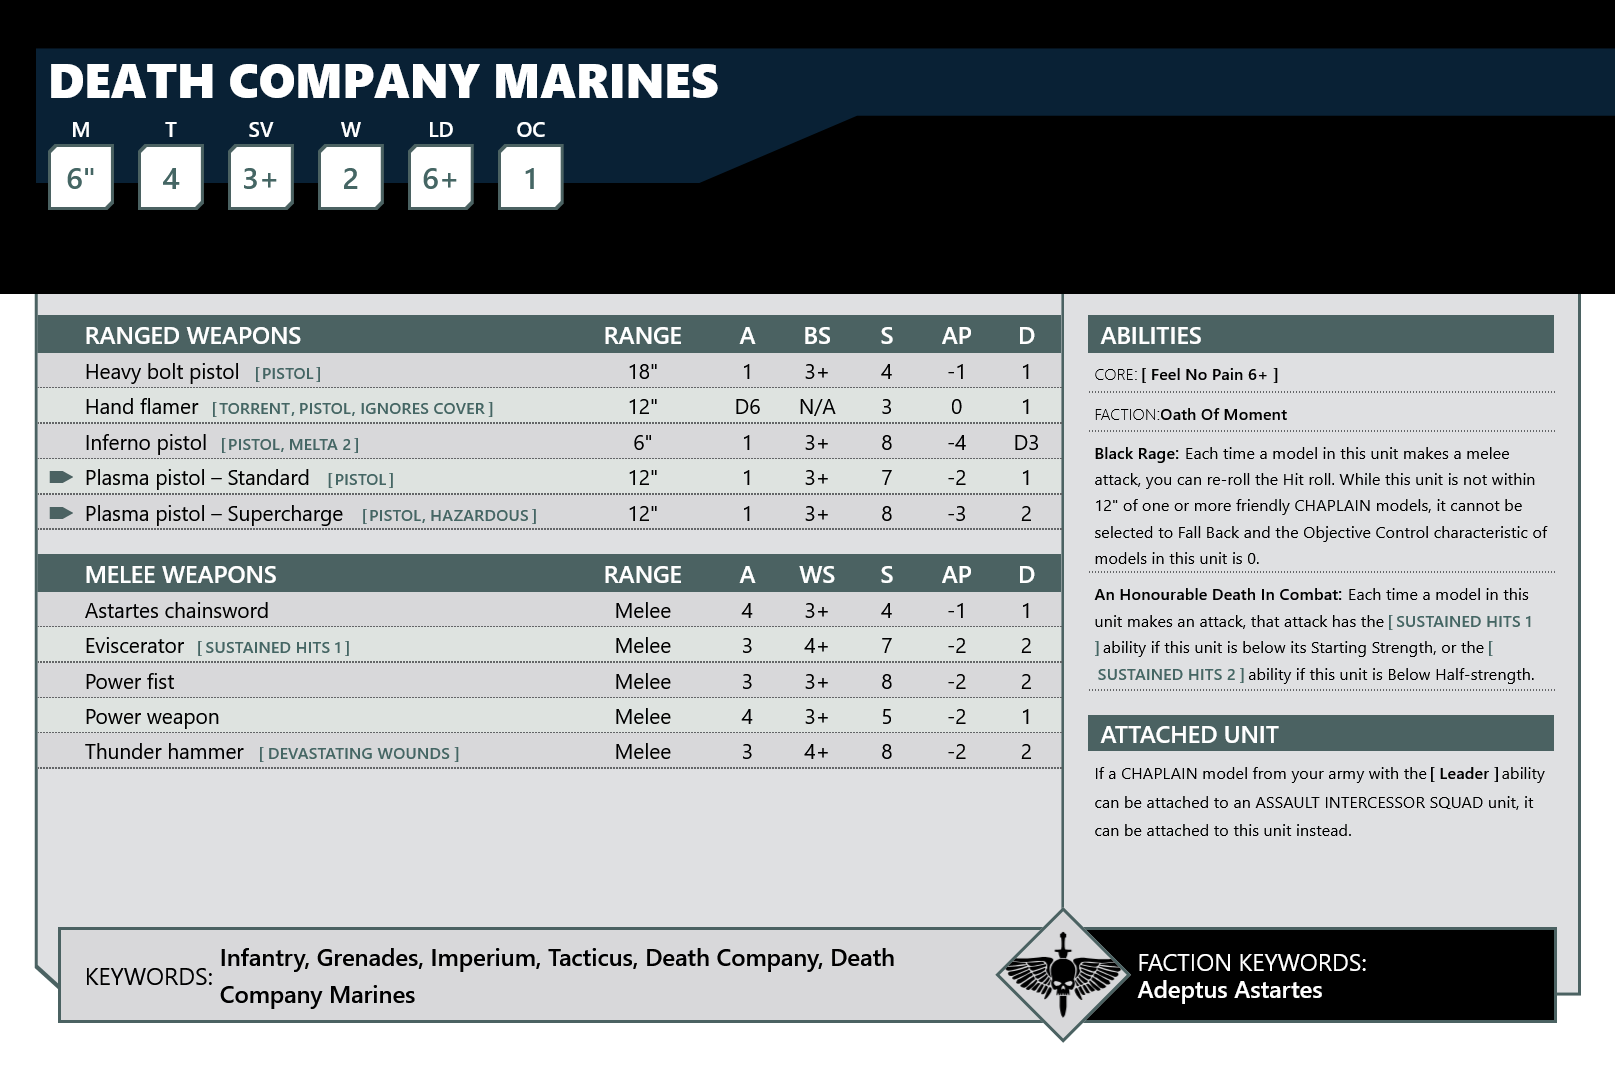 DEATH COMPANY MARINES
M T SV W LD OC
6" 4 3+ 2 6+ 1
RANGED WEAPONS RANGE A BS S AP D
Heavy bolt pistol [PISTOL] 18" 1 3+ 4 -1 1
Hand flamer [TORRENT, PISTOL, IGNORES COVER] 12" D6 N/A 3 0 1
Inferno pistol [PISTOL, MELTA 2] 6" 1 3+ 8 -4 D3
Plasma pistol – Standard [PISTOL] 12" 1 3+ 7 -2 1
Plasma pistol – Supercharge [PISTOL, HAZARDOUS] 12" 1 3+ 8 -3 2
MELEE WEAPONS RANGE A WS S AP D
Astartes chainsword Melee 4 3+ 4 -1 1
Eviscerator [SUSTAINED HITS 1] Melee 3 4+ 7 -2 2
Power fist Melee 3 3+ 8 -2 2
Power weapon Melee 4 3+ 5 -2 1
Thunder hammer [DEVASTATING WOUNDS] Melee 3 4+ 8 -2 2
ABILITIES
CORE: [ Feel No Pain 6+ ]
FACTION:Oath Of Moment
Black Rage: Each time a model in this unit makes a melee
attack, you can re-roll the Hit roll. While this unit is not within
12" of one or more friendly CHAPLAIN models, it cannot be
selected to Fall Back and the Objective Control characteristic of
models in this unit is 0.
An Honourable Death In Combat: Each time a model in this
unit makes an attack, that attack has the [ SUSTAINED HITS 1
] ability if this unit is below its Starting Strength, or the [
SUSTAINED HITS 2 ] ability if this unit is Below Half-strength.
ATTACHED UNIT
If a CHAPLAIN model from your army with the [ Leader ] ability
can be attached to an ASSAULT INTERCESSOR SQUAD unit, it
can be attached to this unit instead.
KEYWORDS: Infantry, Grenades, Imperium, Tacticus, Death Company, Death
Company Marines
FACTION KEYWORDS:
Adeptus Astartes